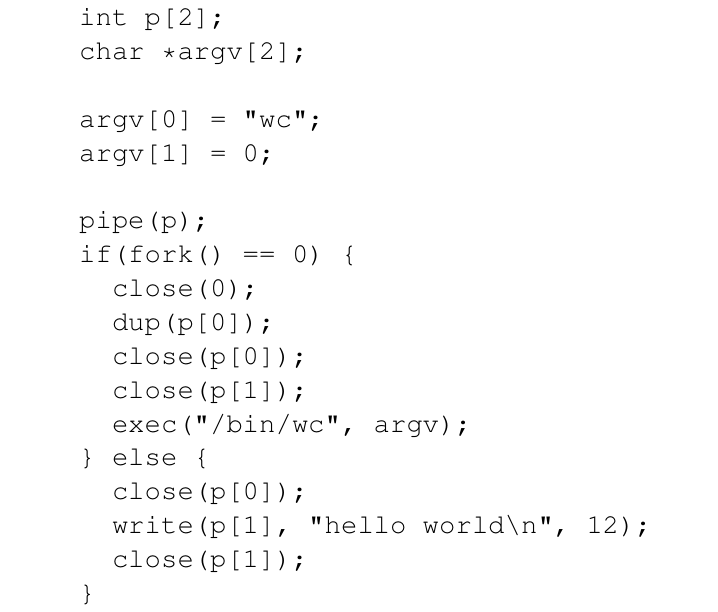 int p[2];
char *argv[2];
argv[0] = "wc";
argv[1] = 0;
pipe(p);
if(fork() == 0) {
  close(0);
  dup(p[0]);
  close(p[0]);
  close(p[1]);
  exec("/bin/wc", argv);
} else {
  close(p[0]);
  write(p[1], "hello world\n", 12);
  close(p[1]);
}